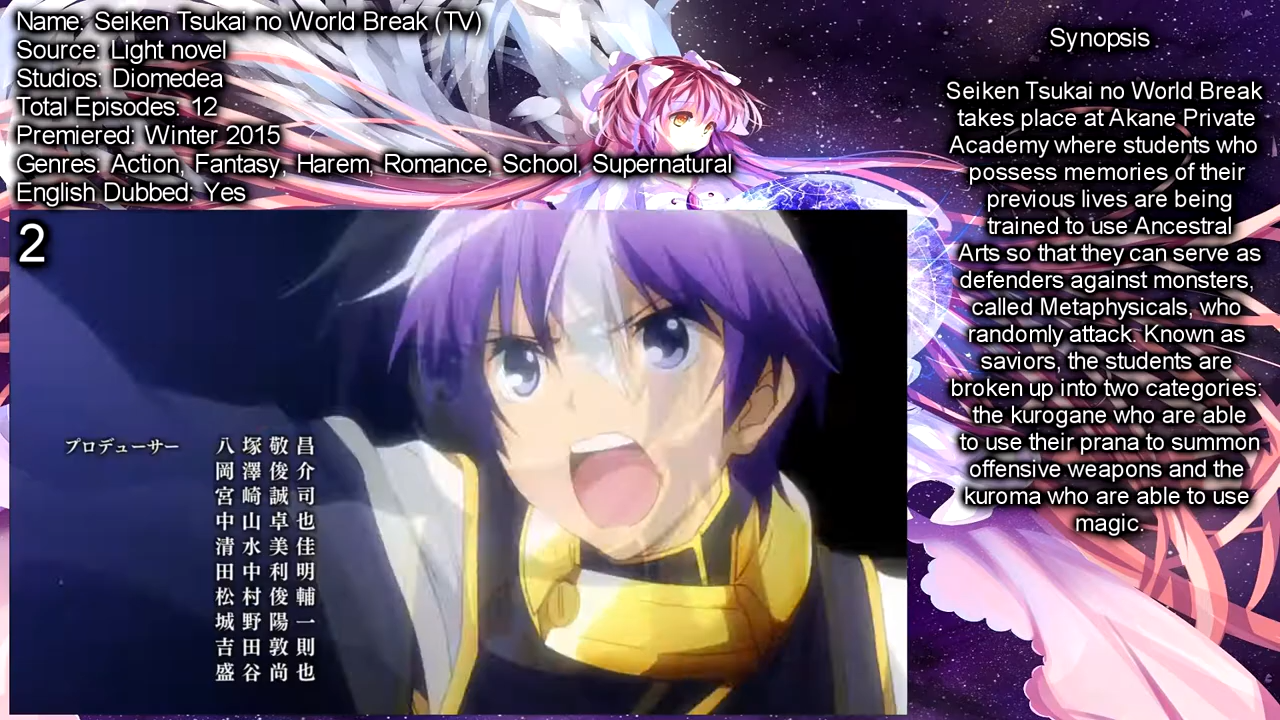 Name: Seiken Tsukai no World Break (TV)
Source: Light novel
Studios: Diomedea
Total Episodes: 12
Premiered: Winter 2015
Genres: Action, Fantasy, Harem, Romance, School, Supernatural
English Dubbed: Yes
2
プロデューサー 八塚敬昌
岡澤俊介
宮崎誠司
中山卓也
清水美佳
田中利明
松村俊輔
城野陽一
吉田敦則
盛谷尚也
Synopsis
Seiken Tsukai no World Break
takes place at Akane Private
Academy where students who
possess memories of their
previous lives are being
trained to use Ancestral
Arts so that they can serve as
defenders against monsters,
called Metaphysicals, who
randomly attack. Known as
saviors, the students are
broken up into two categories:
the kurogane who are able
to use their prana to summon
offensive weapons and the
kuroma who are able to use
magic.